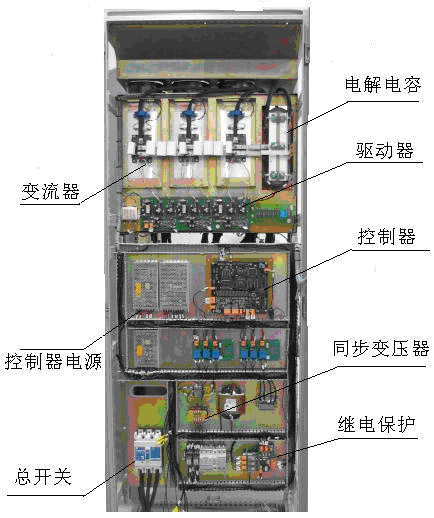 电解电容
驱动器
变流器
控制器
同步变压器
控制器电源
继电保护
总开关